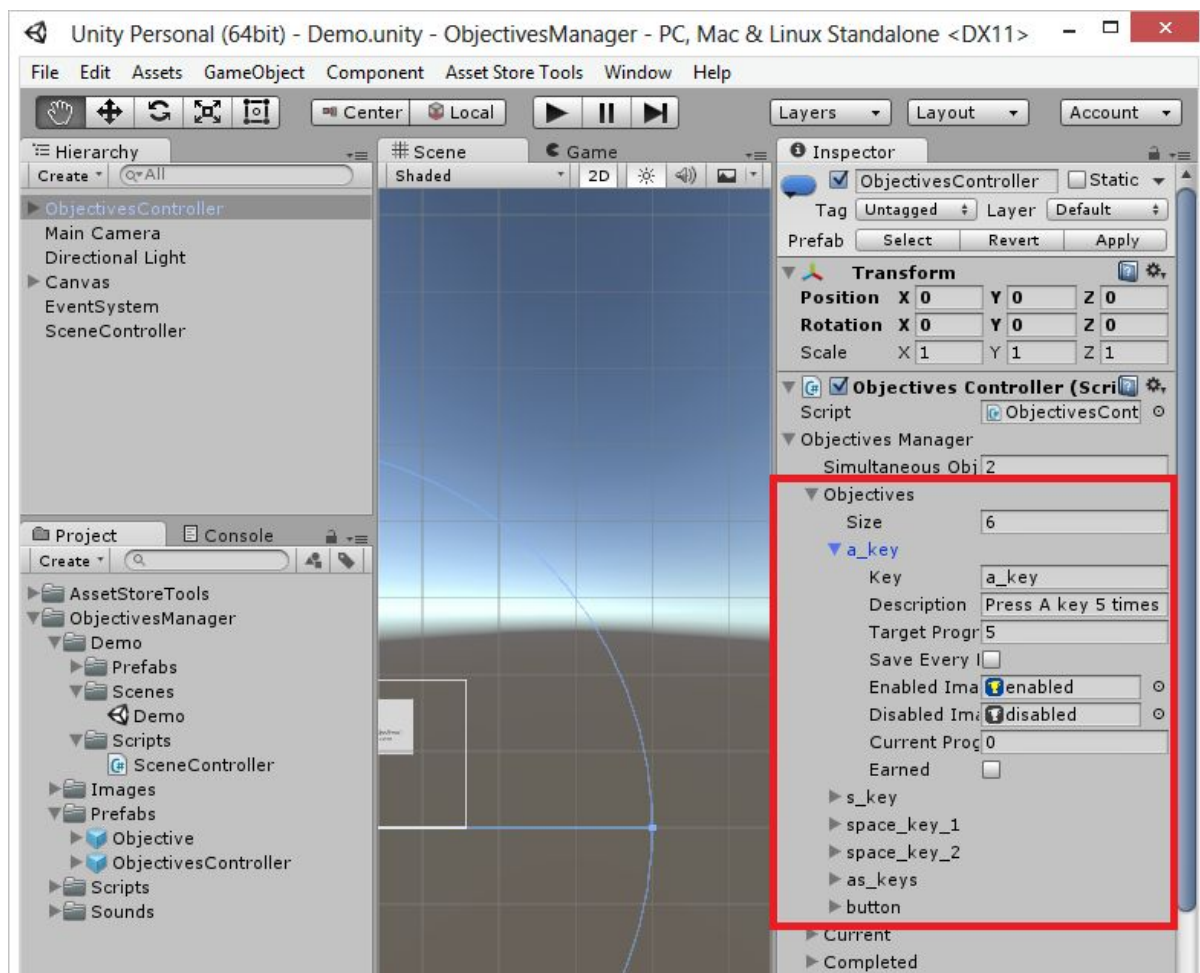 Unity Personal (64bit) - Demo.unity - ObjectivesManager - PC, Mac & Linux Standalone <DX11>
File Edit Assets GameObject Component Asset Store Tools Window Help
Center Local Layers Layout Account
Hierarchy
Create All
ObjectivesController
Main Camera
Directional Light
Canvas
EventSystem
SceneController
Project Console
Create
AssetStoreTools
ObjectivesManager
Demo
Prefabs
Scenes
Demo
Scripts
SceneController
Images
Prefabs
Objective
ObjectivesController
Scripts
Sounds
Scene Game
Shaded 2D
Inspector
ObjectivesController Static
Tag Untagged Layer Default
Prefab Select Revert Apply
Transform
Position X 0 Y 0 Z 0
Rotation X 0 Y 0 Z 0
Scale X 1 Y 1 Z 1
Objectives Controller (Scri
Script ObjectivesCont
Objectives Manager
Simultaneous Obj 2
Objectives
Size 6
a_key
Key a_key
Description Press A key 5 times
Target Progr 5
Save Every I
Enabled Ima enabled
Disabled Ima disabled
Current Prog 0
Earned
s_key
space_key_1
space_key_2
as_keys
button
Current
Completed